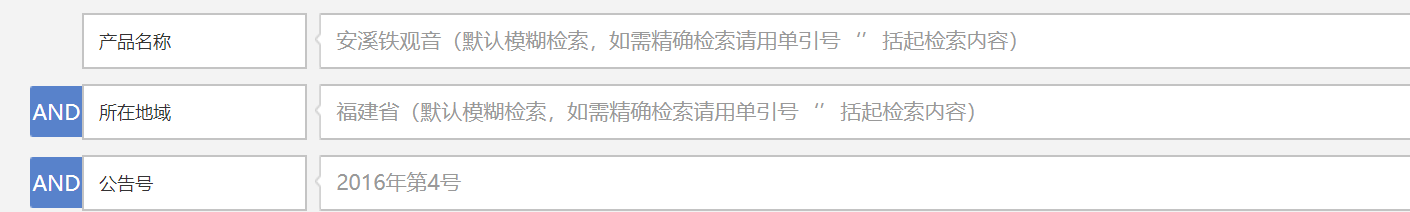 产品名称 安溪铁观音（默认模糊检索，如需精确检索请用单引号 ‘’ 括起检索内容）
AND 所在地域 福建省（默认模糊检索，如需精确检索请用单引号 ‘’ 括起检索内容）
AND 公告号 2016年第4号